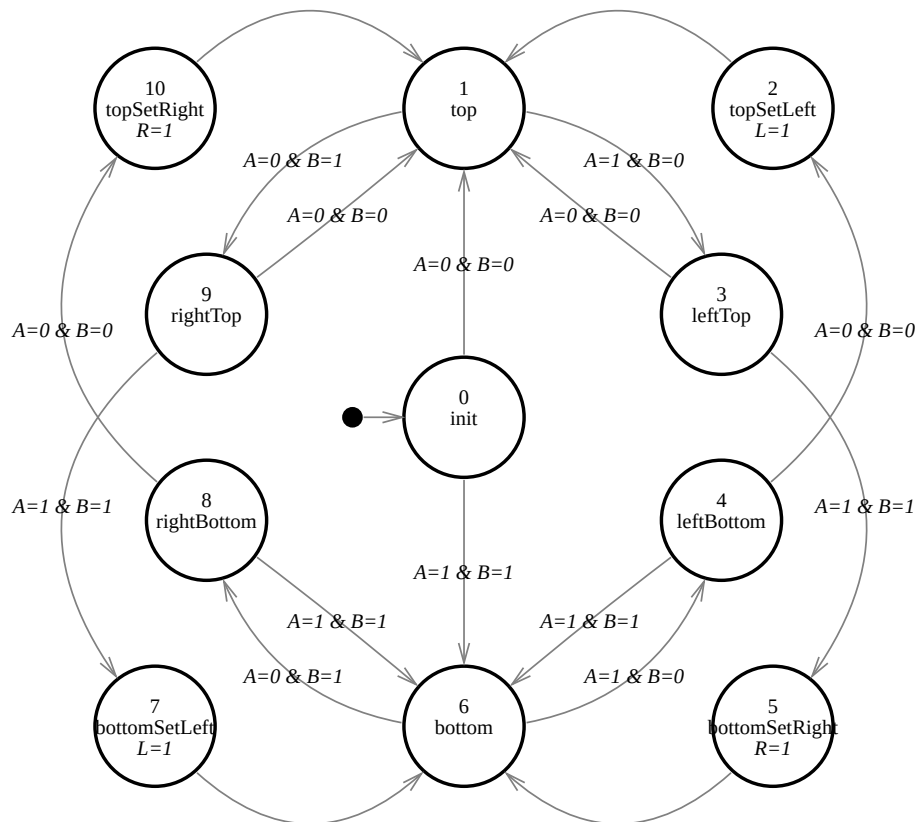 10
topSetRight
R=1
1
top
2
topSetLeft
L=1
A=0 & B=1
A=1 & B=0
A=0 & B=0
A=0 & B=0
A=0 & B=0
9
rightTop
3
leftTop
A=0 & B=0
A=0 & B=0
0
init
8
rightBottom
4
leftBottom
A=1 & B=1
A=1 & B=1
A=1 & B=1
A=1 & B=1
A=1 & B=1
A=0 & B=1
A=1 & B=0
7
bottomSetLeft
L=1
6
bottom
5
bottomSetRight
R=1